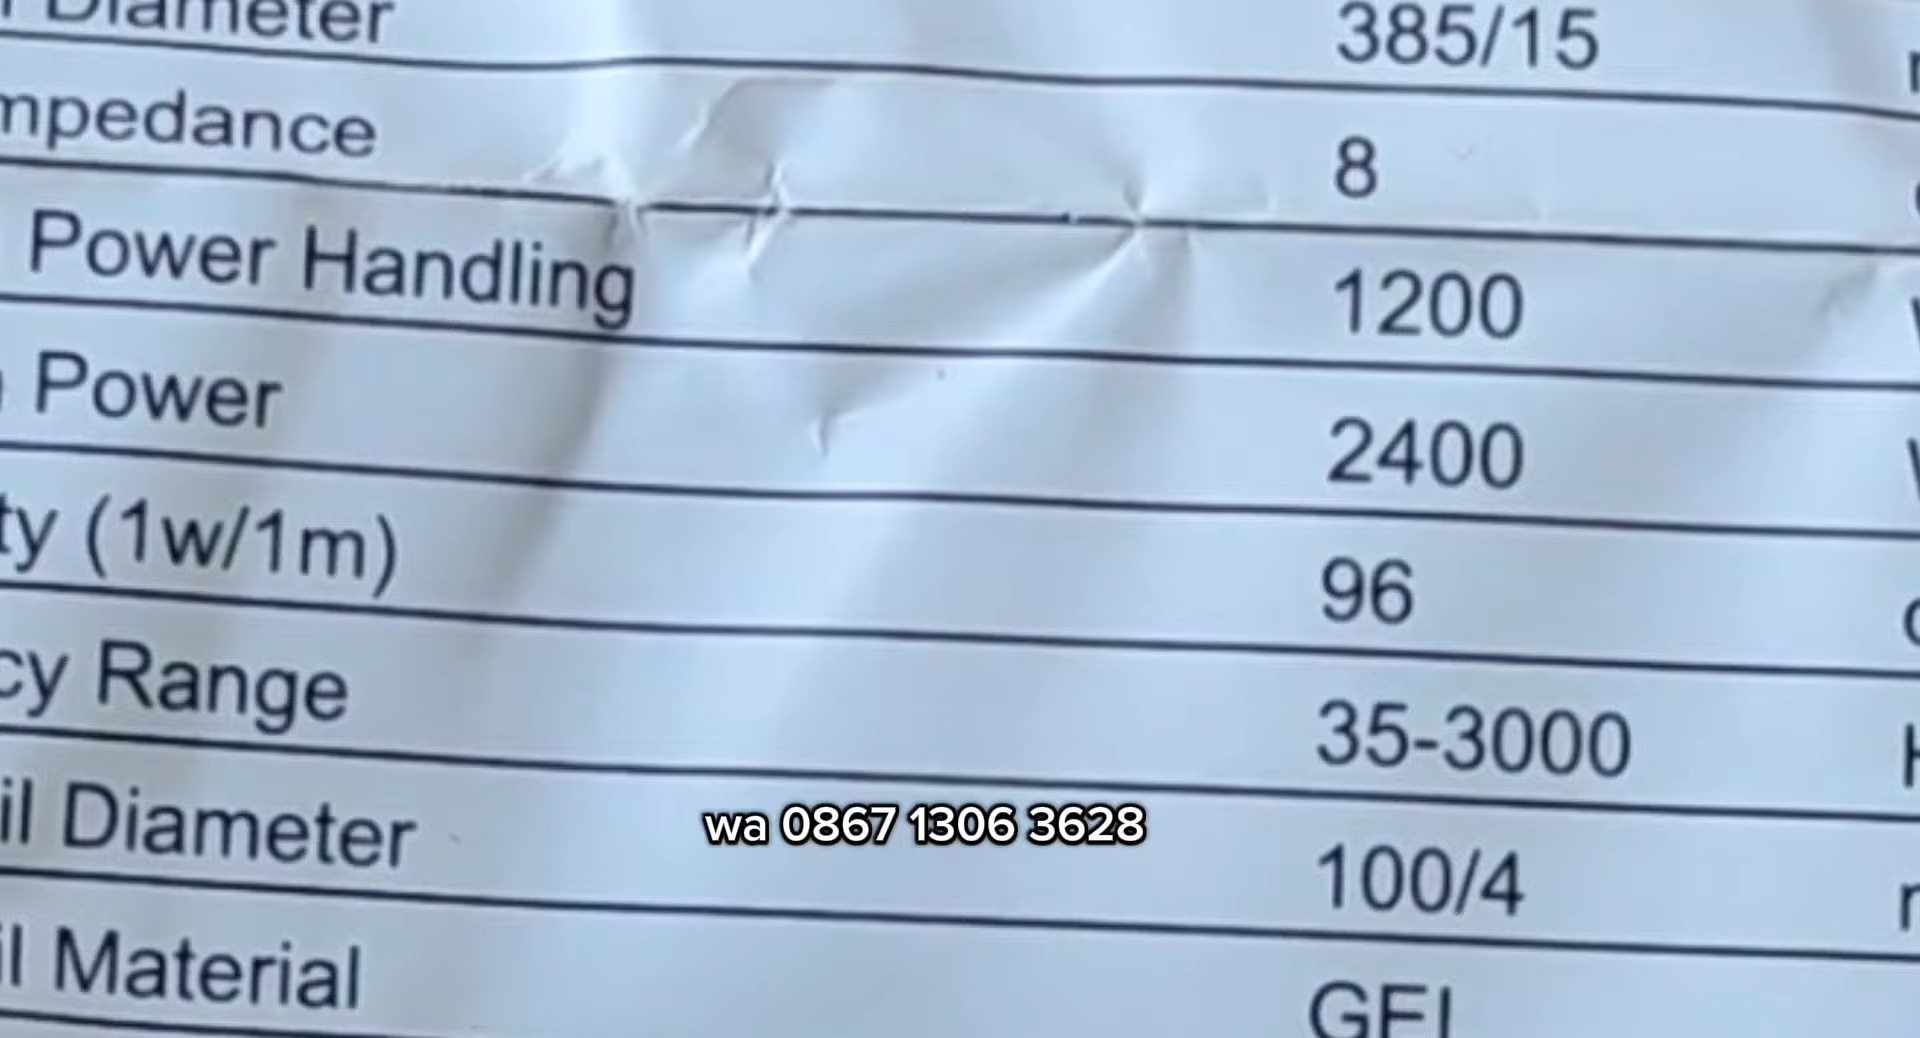 Diameter 385/15
mpedance 8
Power Handling 1200
Power 2400
ty (1w/1m) 96
cy Range 35-3000
il Diameter 100/4
wa 0867 1306 3628
il Material